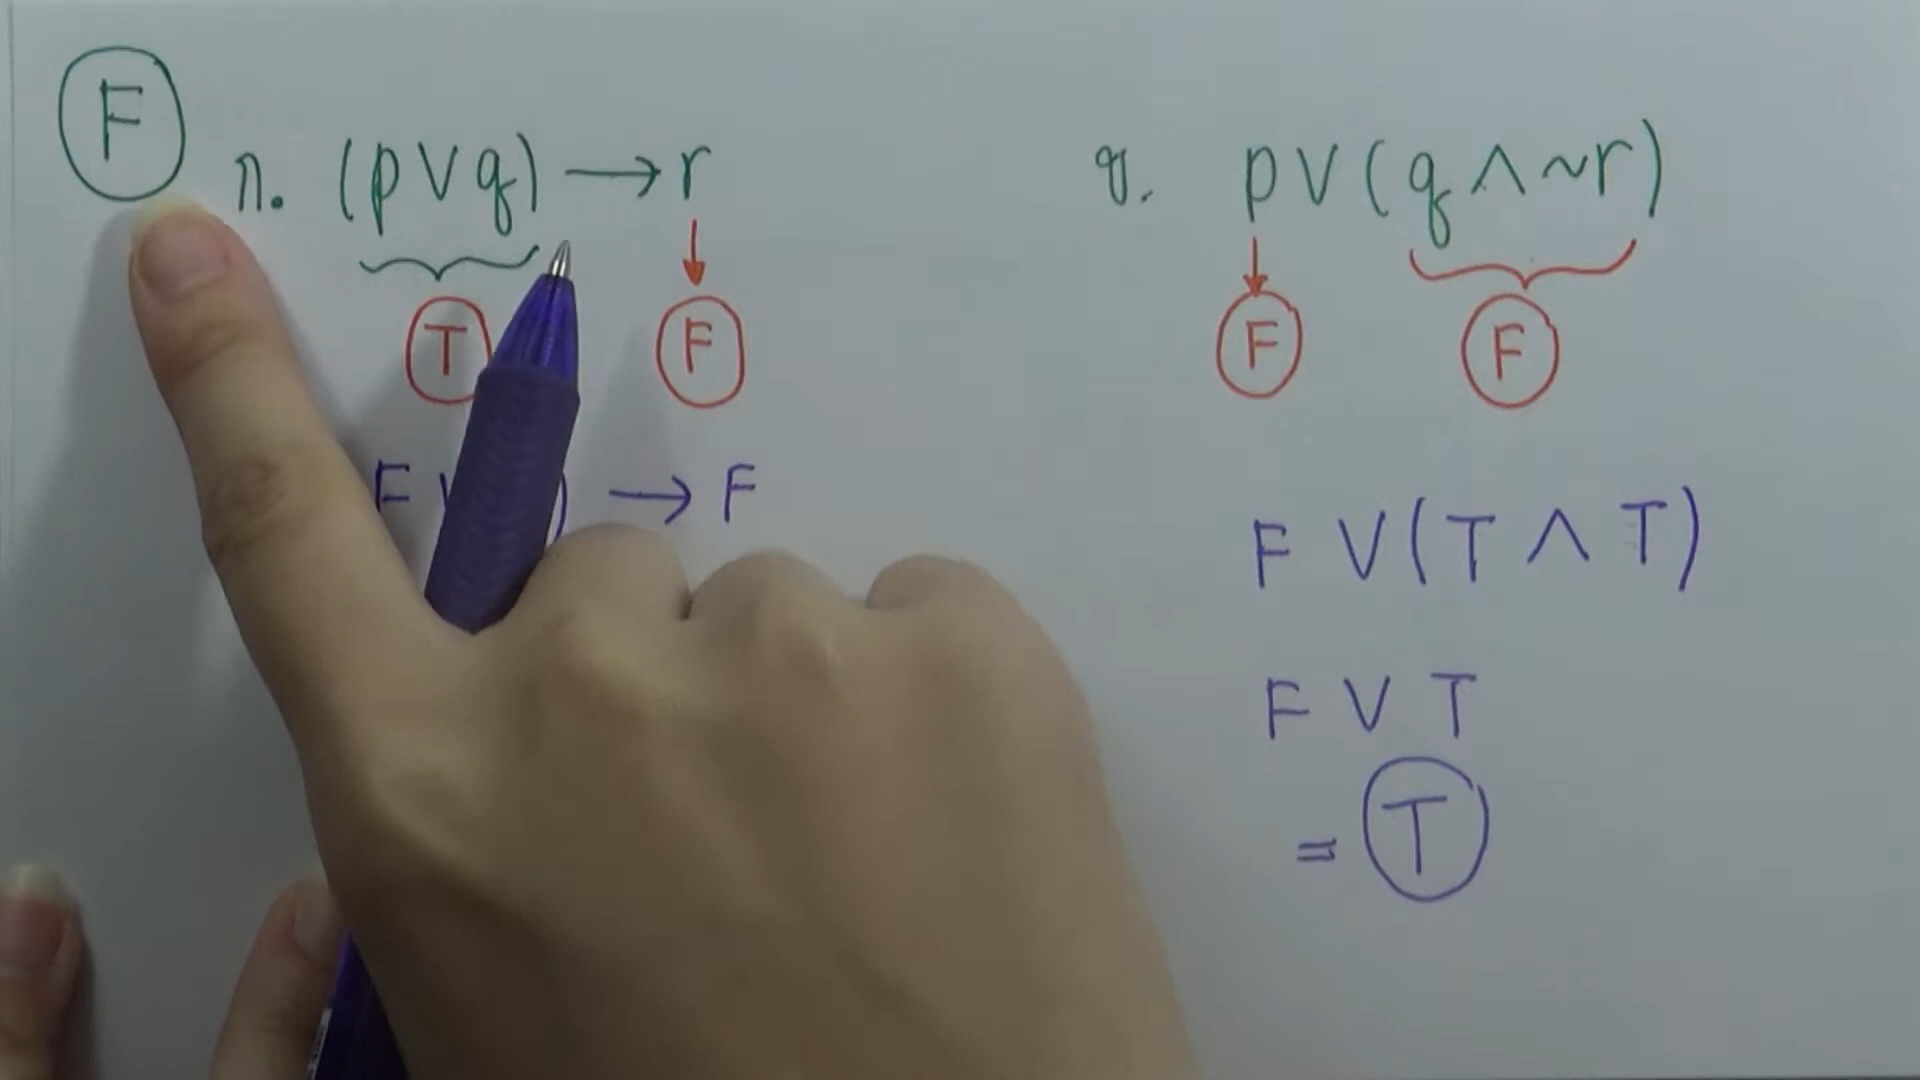 F
ก. (p∨q) → r
T F
F → F
ข. p∨(q∧~r)
F F
F ∨ (T ∧ T)
F ∨ T
= T